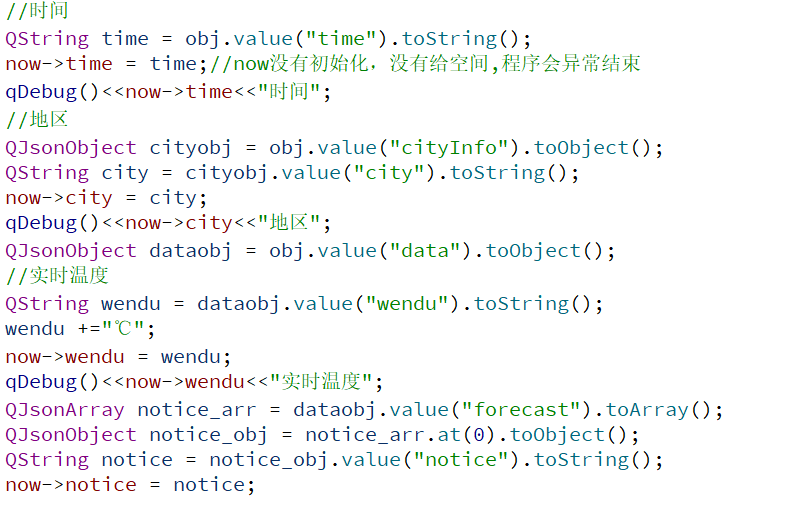 //时间
QString time = obj.value("time").toString();
now->time = time;//now没有初始化，没有给空间,程序会异常结束
qDebug()<<now->time<<"时间";
//地区
QJsonObject cityobj = obj.value("cityInfo").toObject();
QString city = cityobj.value("city").toString();
now->city = city;
qDebug()<<now->city<<"地区";
QJsonObject dataobj = obj.value("data").toObject();
//实时温度
QString wendu = dataobj.value("wendu").toString();
wendu +="℃";
now->wendu = wendu;
qDebug()<<now->wendu<<"实时温度";
QJsonArray notice_arr = dataobj.value("forecast").toArray();
QJsonObject notice_obj = notice_arr.at(0).toObject();
QString notice = notice_obj.value("notice").toString();
now->notice = notice;